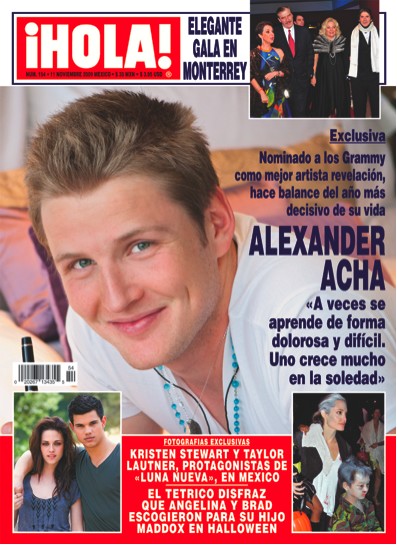 ¡HOLA!
ELEGANTE
GALA EN
MONTERREY
Exclusiva
Nominado a los Grammy
como mejor artista revelación,
hace balance del año más
decisivo de su vida
ALEXANDER
ACHA
«A veces se
aprende de forma
dolorosa y difícil.
Uno crece mucho
en la soledad»
FOTOGRAFIAS EXCLUSIVAS
KRISTEN STEWART Y TAYLOR
LAUTNER, PROTAGONISTAS DE
«LUNA NUEVA», EN MEXICO
EL TETRICO DISFRAZ
QUE ANGELINA Y BRAD
ESCOGIERON PARA SU HIJO
MADDOX EN HALLOWEEN